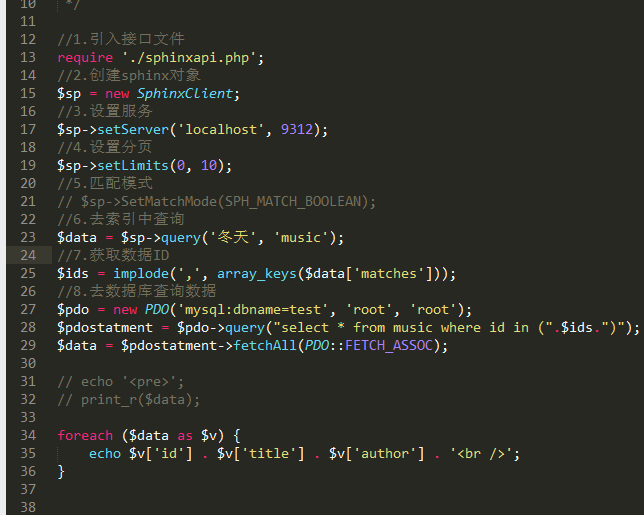 10 */
11
12 //1.引入接口文件
13 require './sphinxapi.php';
14 //2.创建sphinx对象
15 $sp = new SphinxClient;
16 //3.设置服务
17 $sp->setServer('localhost', 9312);
18 //4.设置分页
19 $sp->setLimits(0, 10);
20 //5.匹配模式
21 // $sp->SetMatchMode(SPH_MATCH_BOOLEAN);
22 //6.去索引中查询
23 $data = $sp->query('冬天', 'music');
24 //7.获取数据ID
25 $ids = implode(',', array_keys($data['matches']));
26 //8.去数据库查询数据
27 $pdo = new PDO('mysql:dbname=test', 'root', 'root');
28 $pdostatment = $pdo->query("select * from music where id in (".$ids.")");
29 $data = $pdostatment->fetchAll(PDO::FETCH_ASSOC);
30
31 // echo '<pre>';
32 // print_r($data);
33
34 foreach ($data as $v) {
35     echo $v['id'] . $v['title'] . $v['author'] . '<br />';
36 }
37
38